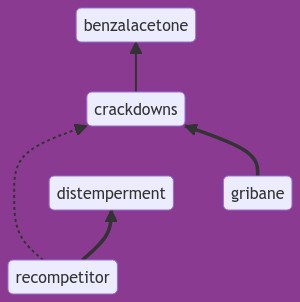 benzalacetone
crackdowns
distemperment
gribane
recompetitor